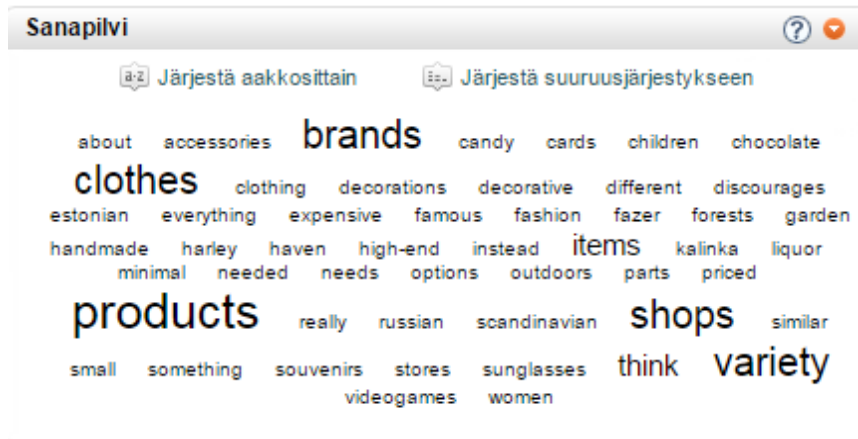 Sanapilvi ?
a-z Järjestä aakkosittain Järjestä suuruusjärjestykseen
about accessories brands candy cards children chocolate
clothes clothing decorations decorative different discourages
estonian everything expensive famous fashion fazer forests garden
handmade harley haven high-end instead items kalinka liquor
minimal needed needs options outdoors parts priced
products really russian scandinavian shops similar
small something souvenirs stores sunglasses think variety
videogames women